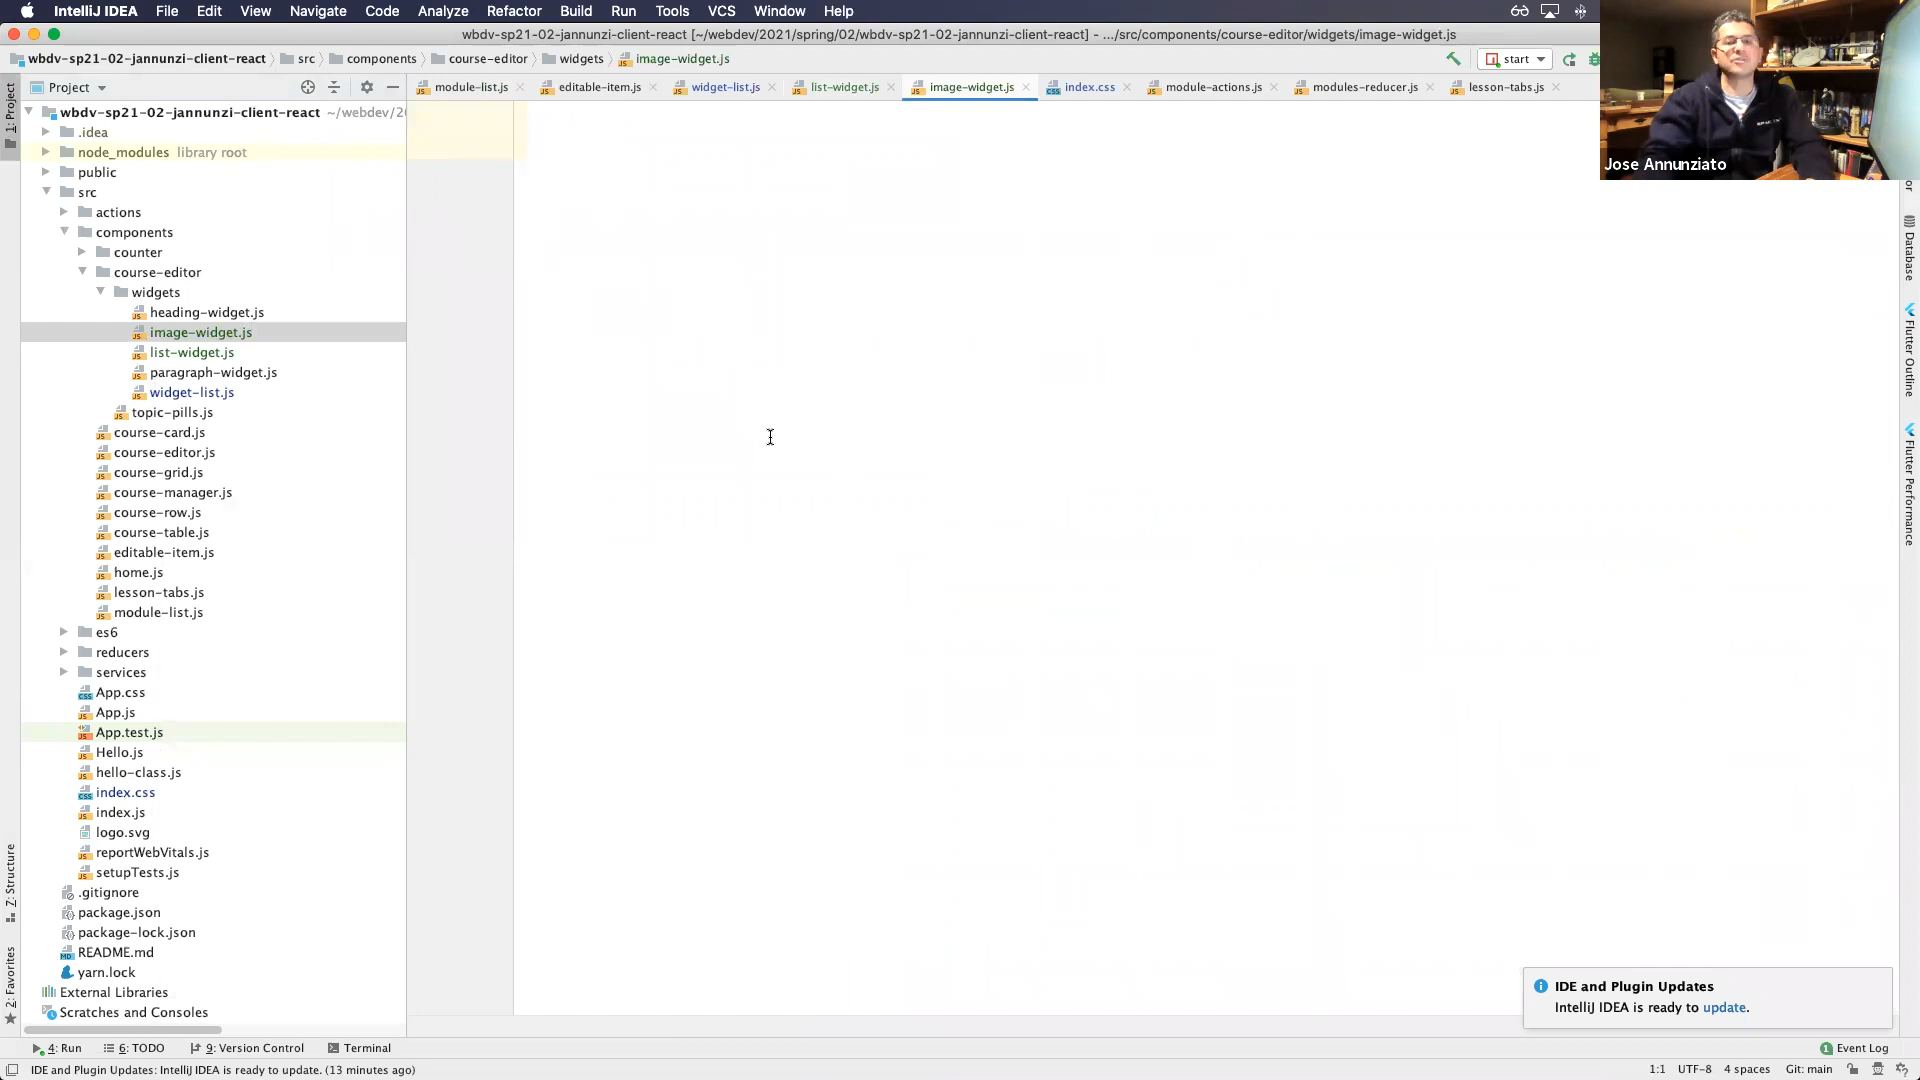 IntelliJ IDEA File Edit View Navigate Code Analyze Refactor Build Run Tools VCS Window Help
wbdv-sp21-02-jannunzi-client-react [~/webdev/2021/spring/02/wbdv-sp21-02-jannunzi-client-react] - .../src/components/course-editor/widgets/image-widget.js
wbdv-sp21-02-jannunzi-client-react src components course-editor widgets image-widget.js start
Project module-list.js editable-item.js widget-list.js list-widget.js image-widget.js index.css module-actions.js modules-reducer.js lesson-tabs.js
1: Project
wbdv-sp21-02-jannunzi-client-react ~/webdev/20
.idea
node_modules library root
public
src
actions
components
counter
course-editor
widgets
heading-widget.js
image-widget.js
list-widget.js
paragraph-widget.js
widget-list.js
topic-pills.js
course-card.js
course-editor.js
course-grid.js
course-manager.js
course-row.js
course-table.js
editable-item.js
home.js
lesson-tabs.js
module-list.js
es6
reducers
services
App.css
App.js
App.test.js
Hello.js
hello-class.js
index.css
index.js
logo.svg
reportWebVitals.js
setupTests.js
.gitignore
package.json
package-lock.json
README.md
yarn.lock
External Libraries
Scratches and Consoles
Z: Structure
2: Favorites
Jose Annunziato
Database
Flutter Outline
Flutter Performance
IDE and Plugin Updates
IntelliJ IDEA is ready to update.
4: Run 6: TODO 9: Version Control Terminal 1 Event Log
IDE and Plugin Updates: IntelliJ IDEA is ready to update. (13 minutes ago) 1:1 UTF-8 4 spaces Git: main